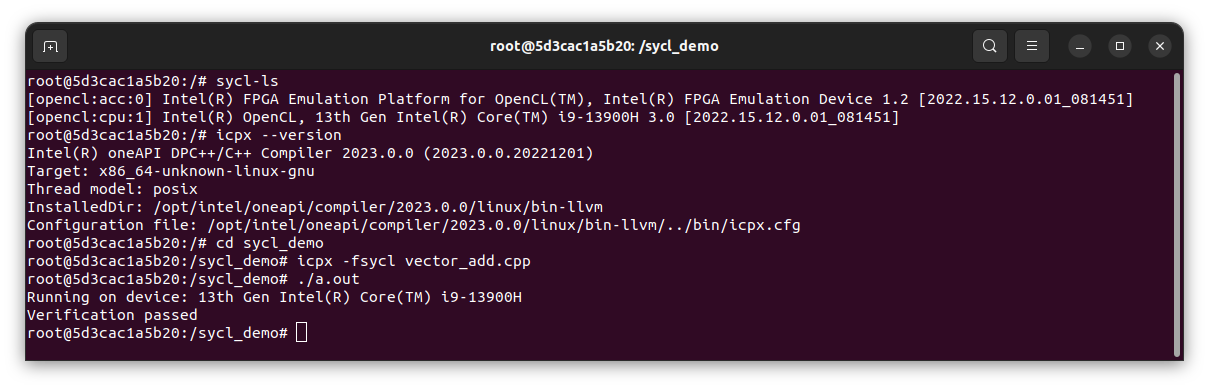 root@5d3cac1a5b20: /sycl_demo
root@5d3cac1a5b20:/# sycl-ls
[opencl:acc:0] Intel(R) FPGA Emulation Platform for OpenCL(TM), Intel(R) FPGA Emulation Device 1.2 [2022.15.12.0.01_081451]
[opencl:cpu:1] Intel(R) OpenCL, 13th Gen Intel(R) Core(TM) i9-13900H 3.0 [2022.15.12.0.01_081451]
root@5d3cac1a5b20:/# icpx --version
Intel(R) oneAPI DPC++/C++ Compiler 2023.0.0 (2023.0.0.20221201)
Target: x86_64-unknown-linux-gnu
Thread model: posix
InstalledDir: /opt/intel/oneapi/compiler/2023.0.0/linux/bin-llvm
Configuration file: /opt/intel/oneapi/compiler/2023.0.0/linux/bin-llvm/../bin/icpx.cfg
root@5d3cac1a5b20:/# cd sycl_demo
root@5d3cac1a5b20:/sycl_demo# icpx -fsycl vector_add.cpp
root@5d3cac1a5b20:/sycl_demo# ./a.out
Running on device: 13th Gen Intel(R) Core(TM) i9-13900H
Verification passed
root@5d3cac1a5b20:/sycl_demo#